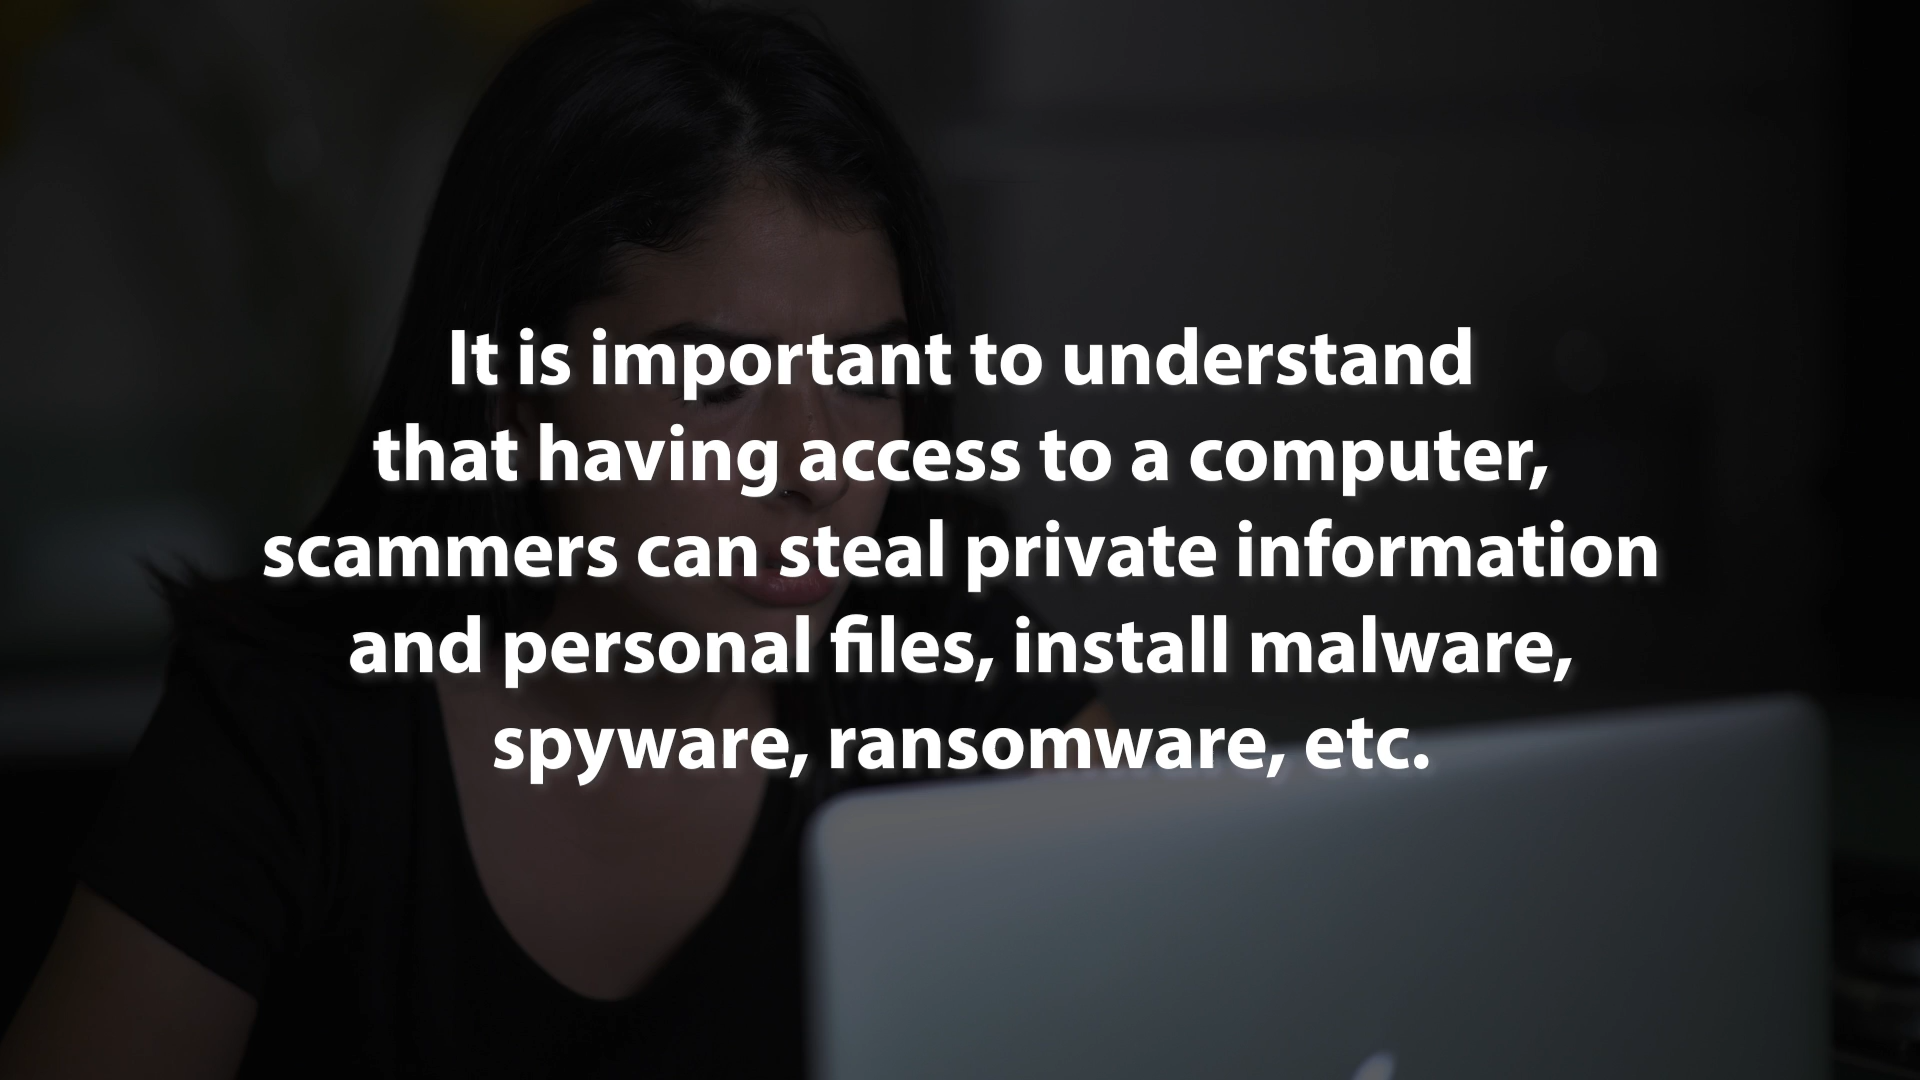 It is important to understand
that having access to a computer,
scammers can steal private information
and personal files, install malware,
spyware, ransomware, etc.